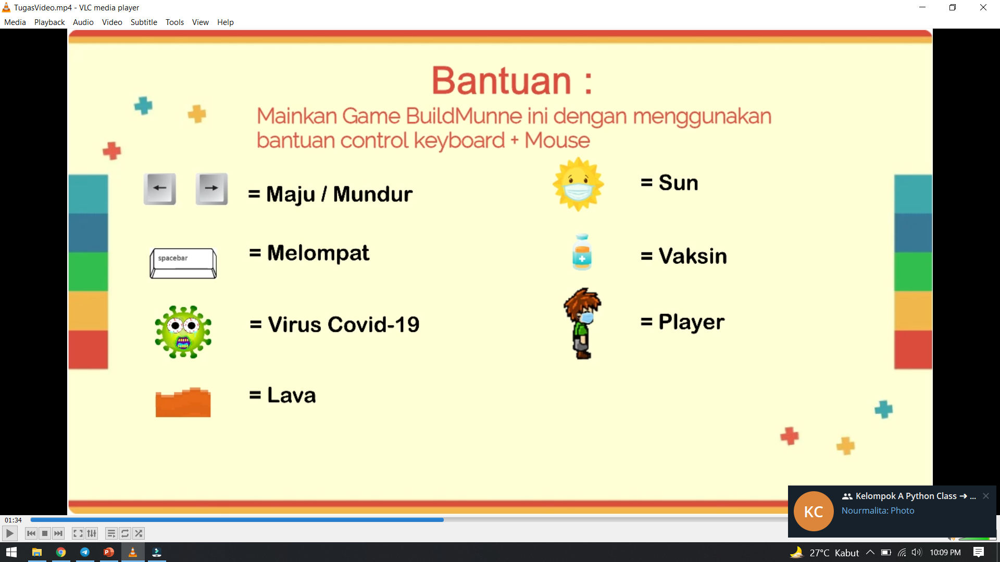 TugasVideo.mp4 - VLC media player
Media Playback Audio Video Subtitle Tools View Help
Bantuan :
Mainkan Game BuildMunne ini dengan menggunakan
bantuan control keyboard + Mouse
= Maju / Mundur
spacebar
= Melompat
= Virus Covid-19
= Lava
= Sun
= Vaksin
= Player
KC
Kelompok A Python Class ➔ ...
Nourmalita: Photo
01:34
27°C Kabut
10:09 PM